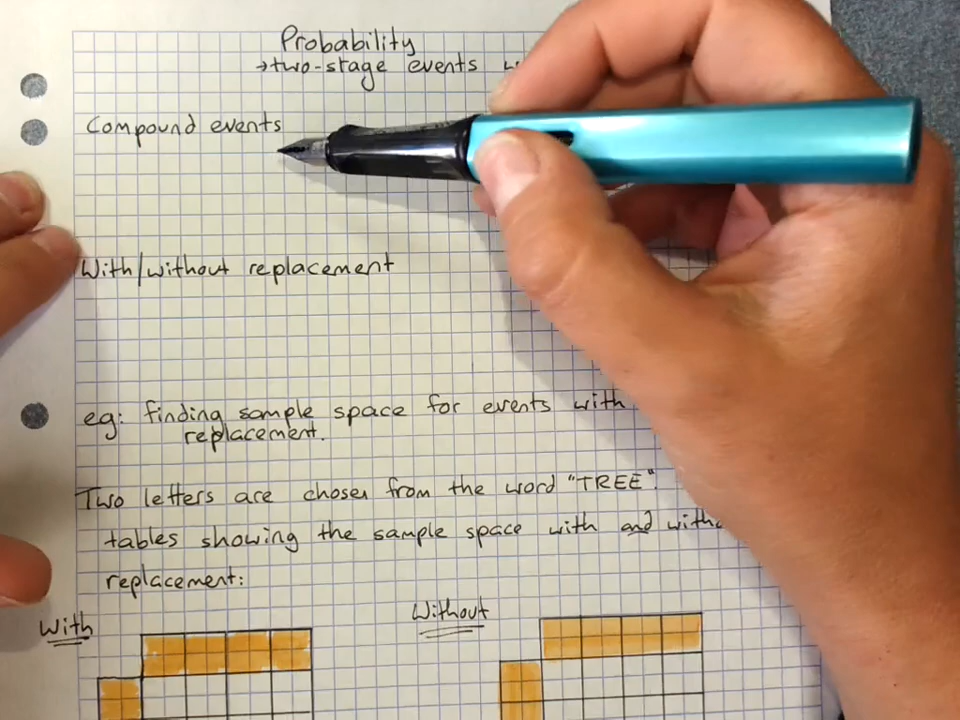 Probability
→two-stage events
Compound events
With/without replacement
eg: finding sample space for events with
replacement.
Two letters are chosen from the word "TREE".
tables showing the sample space with and
replacement:
With
Without